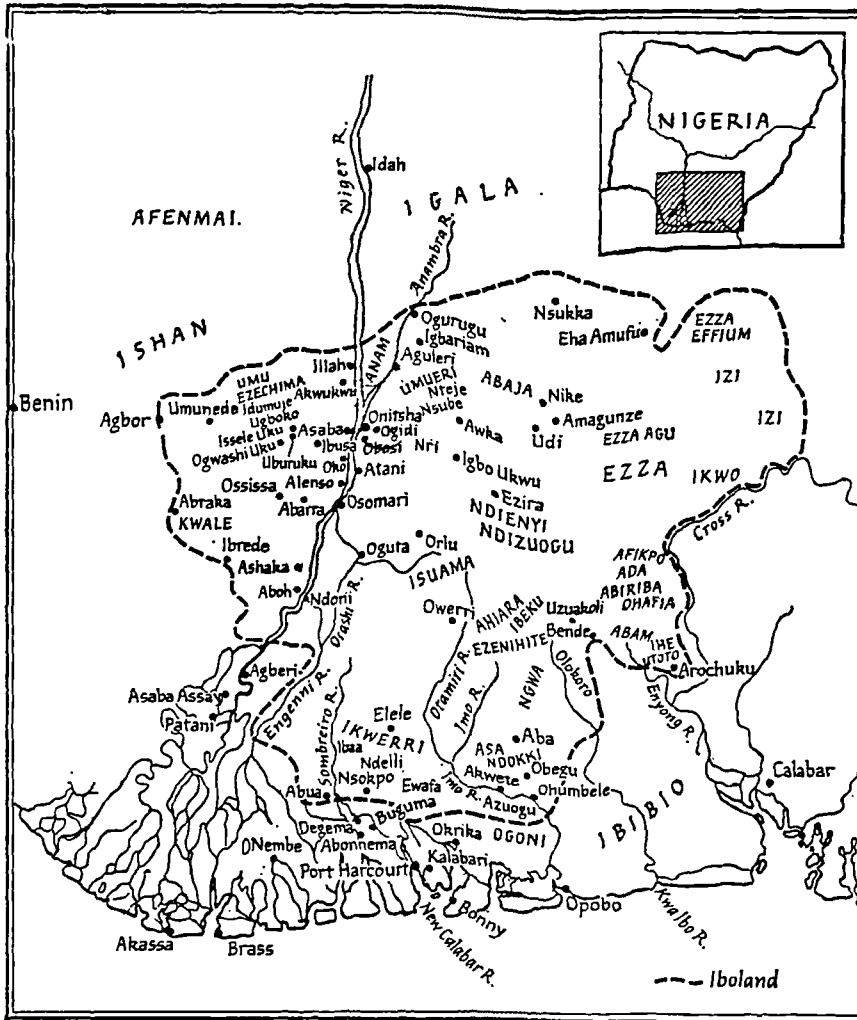 NIGERIA
Niger R.
Idah
AFENMAI.
IGALA
Anambra R.
ISHAN
Ogurugu
Nsukka
Igbariam
Eha Amufu
EZZA
EFFIUM
Illah
ANAM
Aguleri
IZI
UMU
EZECHIMA
Akwukwu
UMUERI
ABAJA
Nike
Benin
Agbor
Umunede
Idumuje
Ugboko
Nteje
Nsube
IZI
Issele Uku
Asaba
Onitsha
Ogidi
Awka
Amagunze
Udi
EZZA AGU
Ogwashi Uku
Ibusa
Obosi
Nri
Uburuku
Oko
Atani
Igbo Ukwu
EZZA
IKWO
Ossissa
Alenso
Ezira
Abraka
Abarra
Osomari
NDIENYI
NDIZUOGU
Cross R.
KWALE
Ibrede
Oguta
Orlu
Ashaka
ISUAMA
AFIKPO
ADA
ABIRIBA
OHAFIA
Aboh
Ndoni
Orashi R.
Owerri
AHIARA
IBEKU
Uzuakoli
EZENIHITE
Bende
ABAM
IHE
UTUTO
Arochuku
Agberi
Engenni R.
Oramiri R.
Imo R.
NGWA
Olokoro
Enyong R.
Asaba Assay
Patani
Sombreiro R.
Elele
IKWERRI
Ibaa
Ndelli
Nsokpo
Aba
ASA
NDOKKI
Akwete
Obegu
Calabar
Abua
Ewafa
Imo R.
Azuogu
Ohumbele
IBIBIO
Degema
Buguma
Okrika
OGONI
ONembe
Abonnema
Kalabari
Port Harcourt
Bonny
Opobo
Kwa Ibo R.
Akassa
Brass
New Calabar R.
Iboland